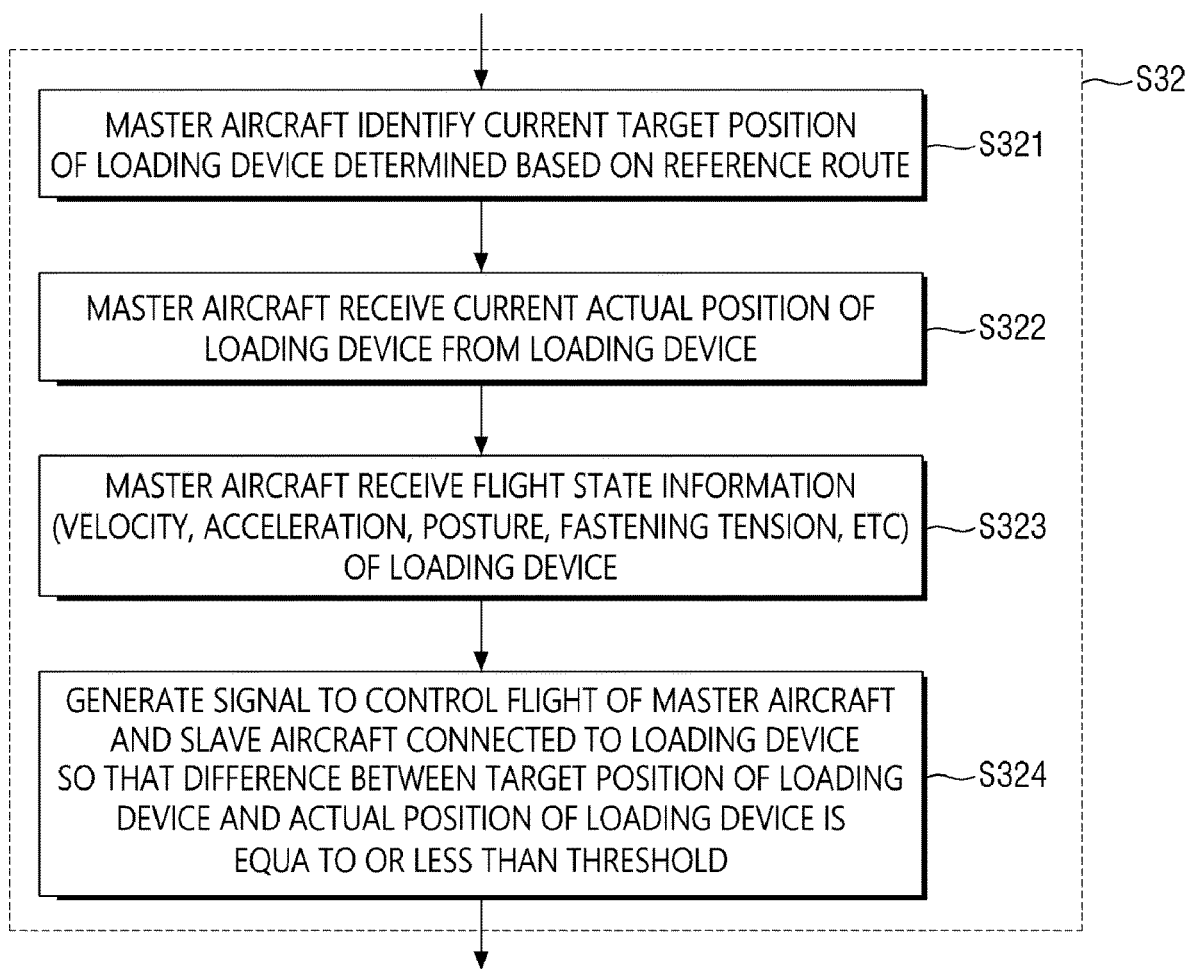 S32
MASTER AIRCRAFT IDENTIFY CURRENT TARGET POSITION
OF LOADING DEVICE DETERMINED BASED ON REFERENCE ROUTE
S321
MASTER AIRCRAFT RECEIVE CURRENT ACTUAL POSITION OF
LOADING DEVICE FROM LOADING DEVICE
S322
MASTER AIRCRAFT RECEIVE FLIGHT STATE INFORMATION
(VELOCITY, ACCELERATION, POSTURE, FASTENING TENSION, ETC)
OF LOADING DEVICE
S323
GENERATE SIGNAL TO CONTROL FLIGHT OF MASTER AIRCRAFT
AND SLAVE AIRCRAFT CONNECTED TO LOADING DEVICE
SO THAT DIFFERENCE BETWEEN TARGET POSITION OF LOADING
DEVICE AND ACTUAL POSITION OF LOADING DEVICE IS
EQUA TO OR LESS THAN THRESHOLD
S324